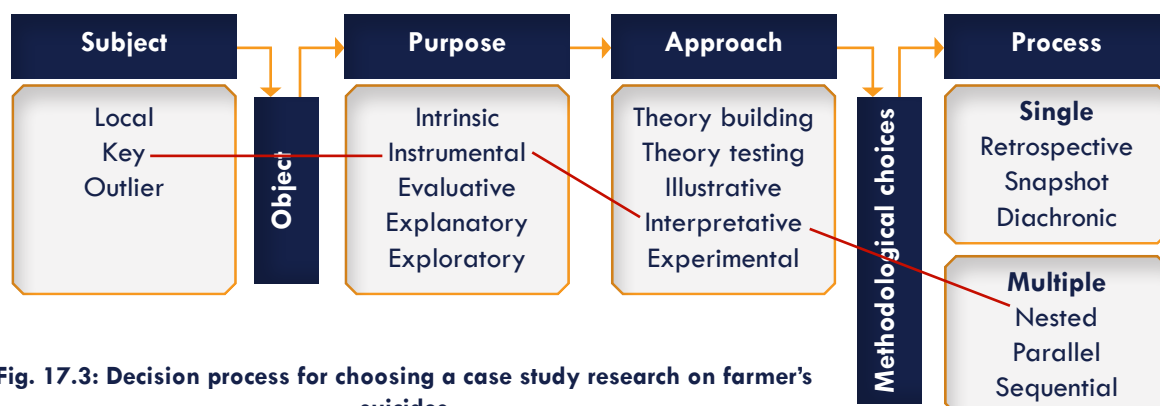 Subject
Local
Key
Outlier
Object
Purpose
Intrinsic
Instrumental
Evaluative
Explanatory
Exploratory
Approach
Theory building
Theory testing
Illustrative
Interpretative
Experimental
Methodological choices
Process
Single
Retrospective
Snapshot
Diachronic
Multiple
Nested
Parallel
Sequential
Fig. 17.3: Decision process for choosing a case study research on farmer's